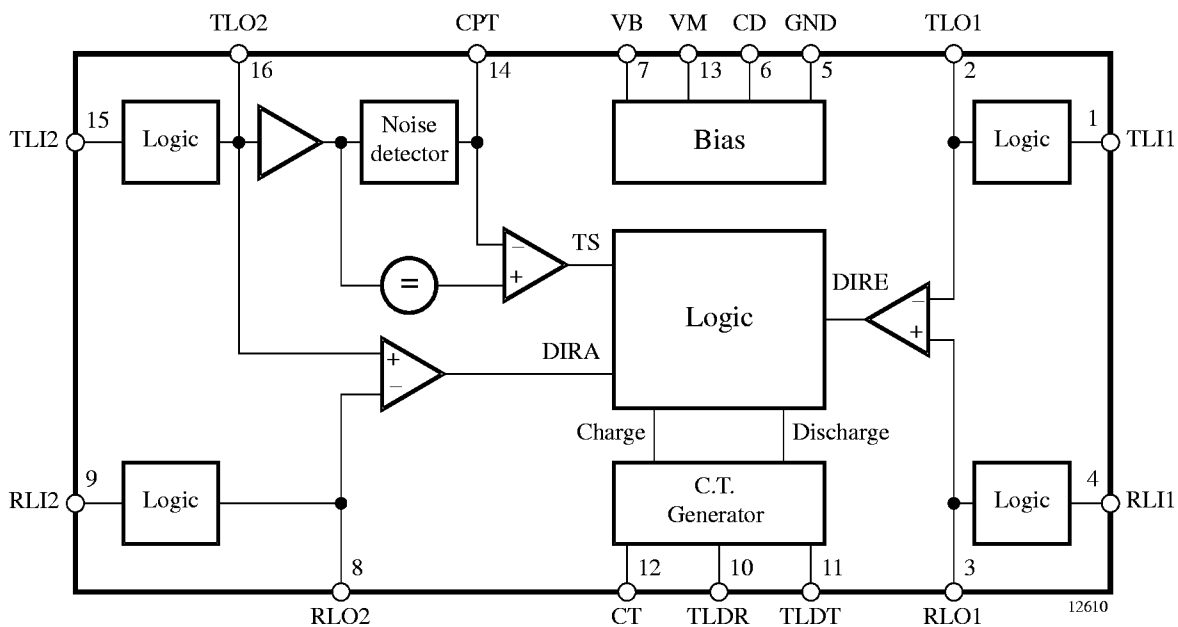 TLO2 CPT VB VM CD GND TLO1
16 14 7 13 6 5 2
TLI2 15 Logic Noise detector Bias Logic 1 TLI1
− + TS
=
Logic
DIRE − +
DIRA + −
Charge Discharge
RLI2 9 Logic C.T. Generator Logic 4 RLI1
8 12 10 11 3
RLO2 CT TLDR TLDT RLO1
12610